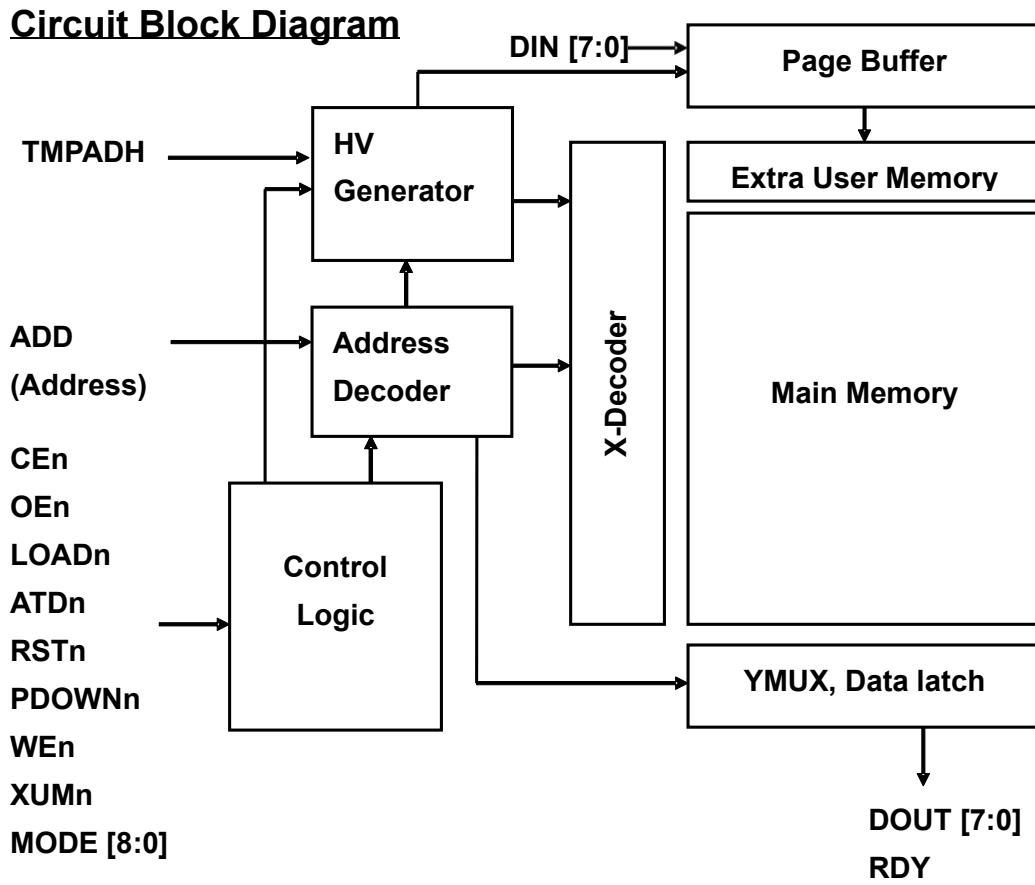 Circuit Block Diagram
DIN [7:0]
Page Buffer
TMPADH
HV
Generator
Extra User Memory
ADD
(Address)
Address
Decoder
X-Decoder
Main Memory
CEn
OEn
LOADn
ATDn
RSTn
PDOWNn
WEn
XUMn
MODE [8:0]
Control
Logic
YMUX, Data latch
DOUT [7:0]
RDY